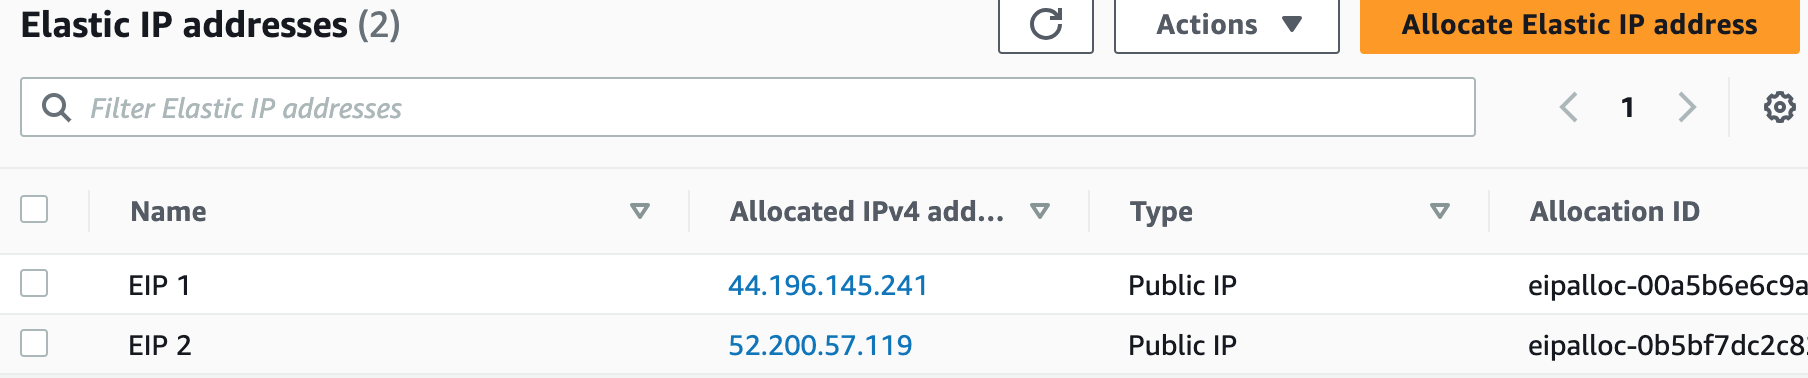 Elastic IP addresses (2)
Actions
Allocate Elastic IP address
Filter Elastic IP addresses
1
Name
Allocated IPv4 add...
Type
Allocation ID
EIP 1
44.196.145.241
Public IP
eipalloc-00a5b6e6c9a
EIP 2
52.200.57.119
Public IP
eipalloc-0b5bf7dc2c8